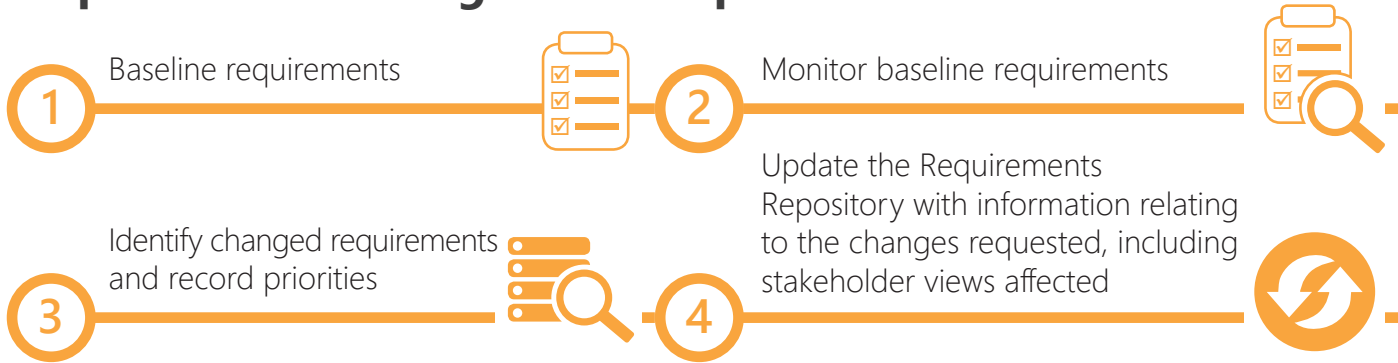 1
Baseline requirements
2
Monitor baseline requirements
3
Identify changed requirements
and record priorities
4
Update the Requirements
Repository with information relating
to the changes requested, including
stakeholder views affected